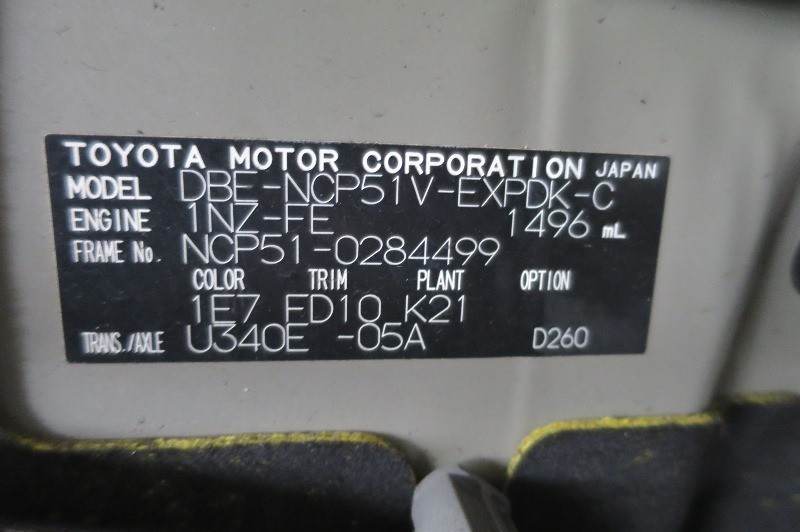 TOYOTA MOTOR CORPORATION JAPAN
MODEL DBE-NCP51V-EXPDK-C
ENGINE 1NZ-FE 1496 mL
FRAME No. NCP51-0284499
COLOR TRIM PLANT OPTION
1E7 FD10 K21
TRANS./AXLE U340E -05A D260